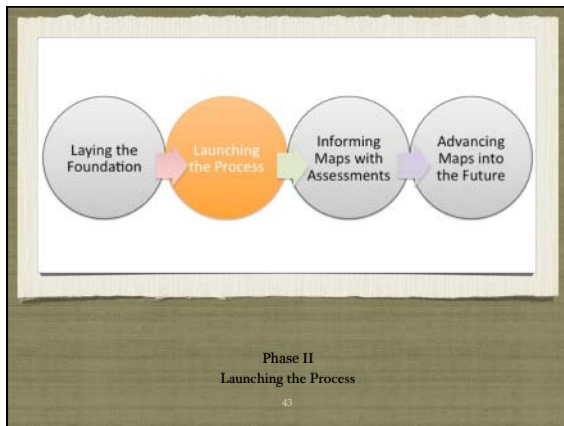 Laying the
Foundation
Launching
the Process
Informing
Maps with
Assessments
Advancing
Maps into
the Future
Phase II
Launching the Process
43